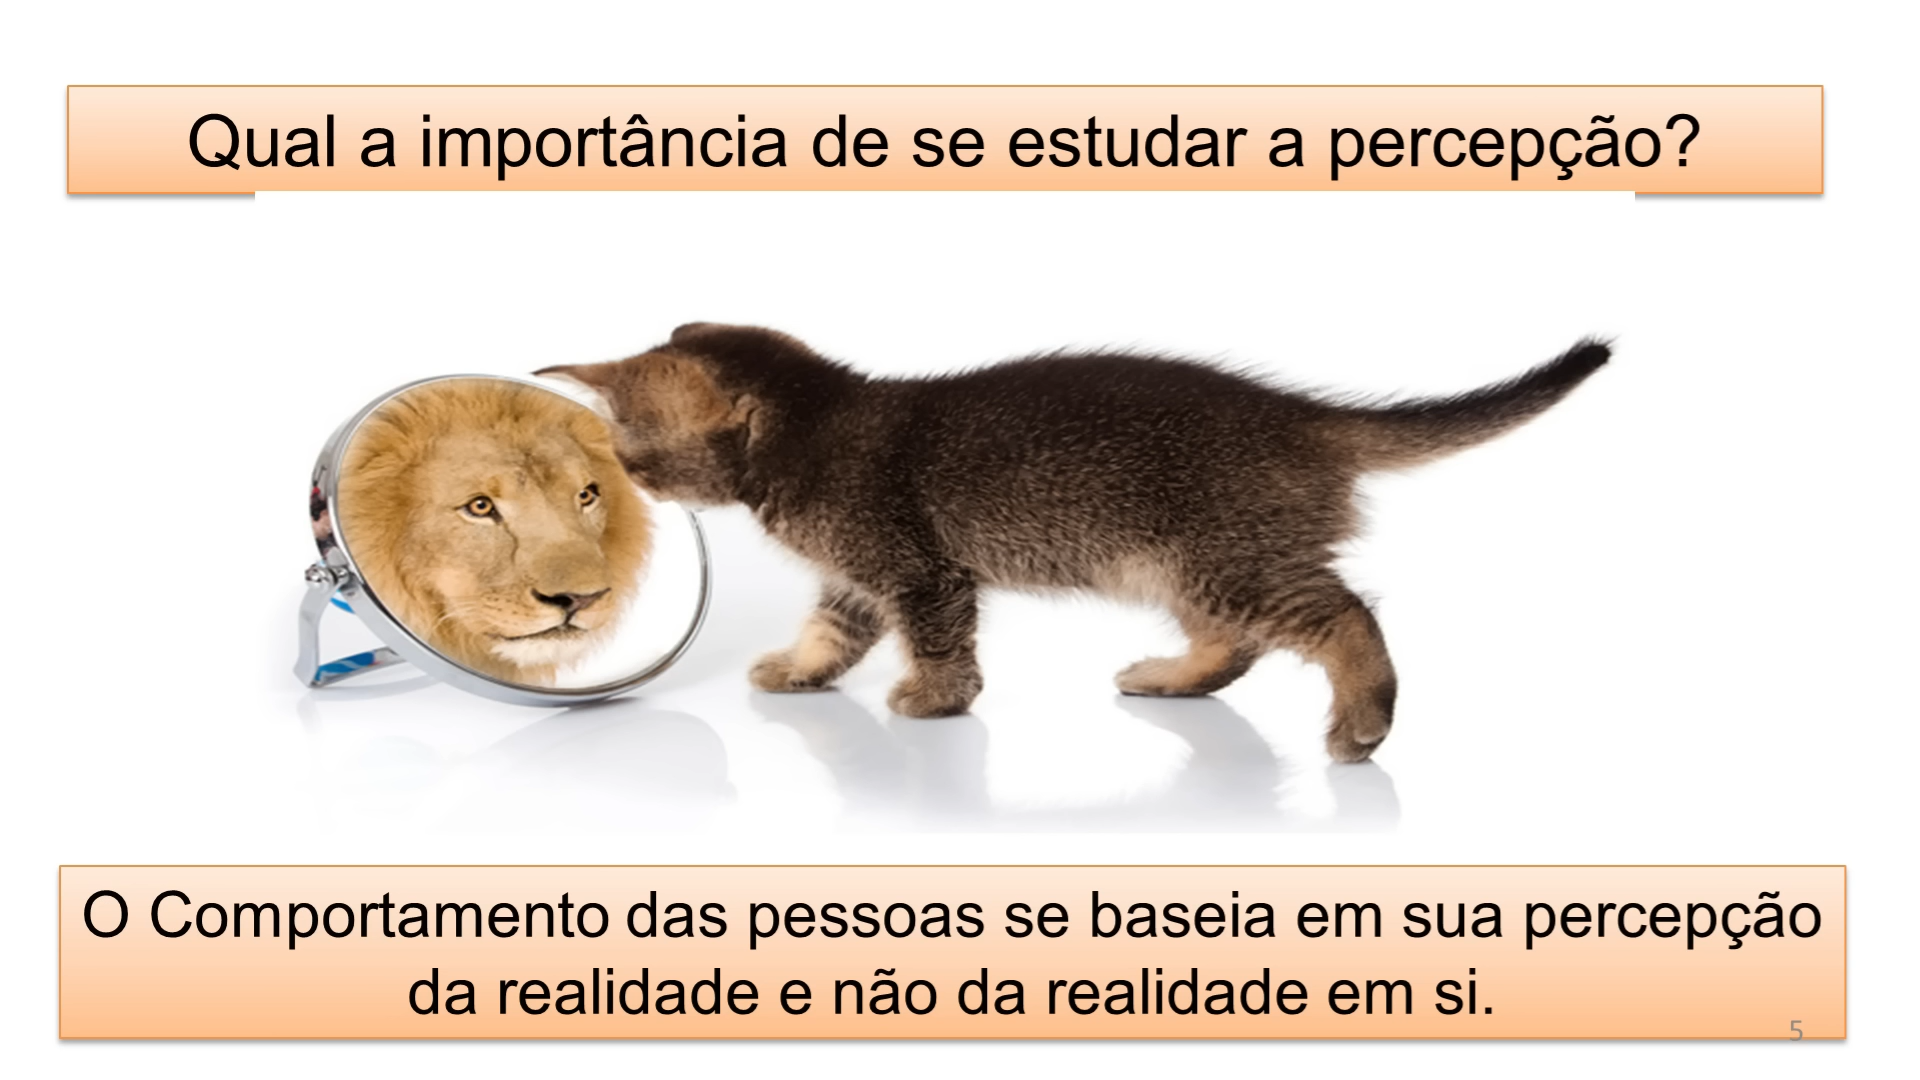 Qual a importância de se estudar a percepção?
O Comportamento das pessoas se baseia em sua percepção
da realidade e não da realidade em si.
5